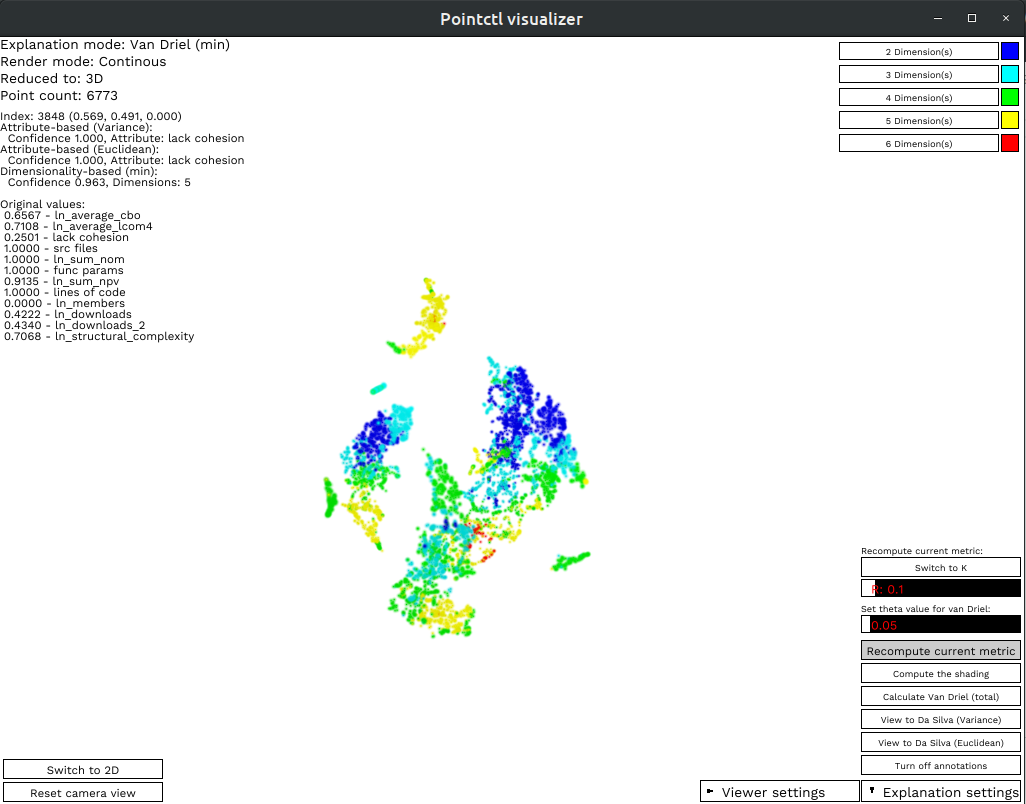 Pointctl visualizer
Explanation mode: Van Driel (min)
Render mode: Continous
Reduced to: 3D
Point count: 6773
Index: 3848 (0.569, 0.491, 0.000)
Attribute-based (Variance):
Confidence 1.000, Attribute: lack cohesion
Attribute-based (Euclidean):
Confidence 1.000, Attribute: lack cohesion
Dimensionality-based (min):
Confidence 0.963, Dimensions: 5
Original values:
0.6567 - ln_average_cbo
0.7108 - ln_average_lcom4
0.2501 - lack cohesion
1.0000 - src files
1.0000 - ln_sum_nom
1.0000 - func params
0.9135 - ln_sum_npv
1.0000 - lines of code
0.0000 - ln_members
0.4222 - ln_downloads
0.4340 - ln_downloads_2
0.7068 - ln_structural_complexity
2 Dimension(s)
3 Dimension(s)
4 Dimension(s)
5 Dimension(s)
6 Dimension(s)
Recompute current metric:
Switch to K
R: 0.1
Set theta value for van Driel:
0.05
Recompute current metric
Compute the shading
Calculate Van Driel (total)
View to Da Silva (Variance)
View to Da Silva (Euclidean)
Turn off annotations
Switch to 2D
Reset camera view
Viewer settings
Explanation settings